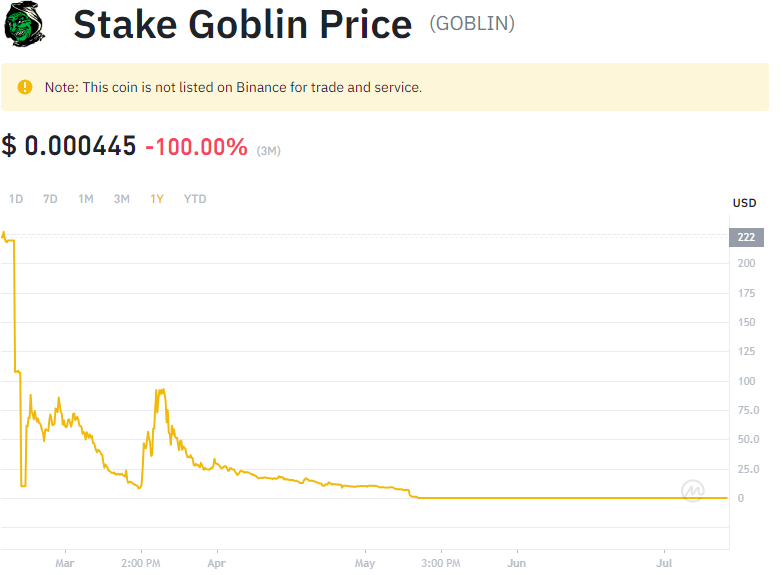 Stake Goblin Price (GOBLIN)
Note: This coin is not listed on Binance for trade and service.
$ 0.000445 -100.00% (3M)
1D 7D 1M 3M 1Y YTD
USD
222
200
175
150
125
100
75.0
50.0
25.0
0
Mar 2:00 PM Apr May 3:00 PM Jun Jul